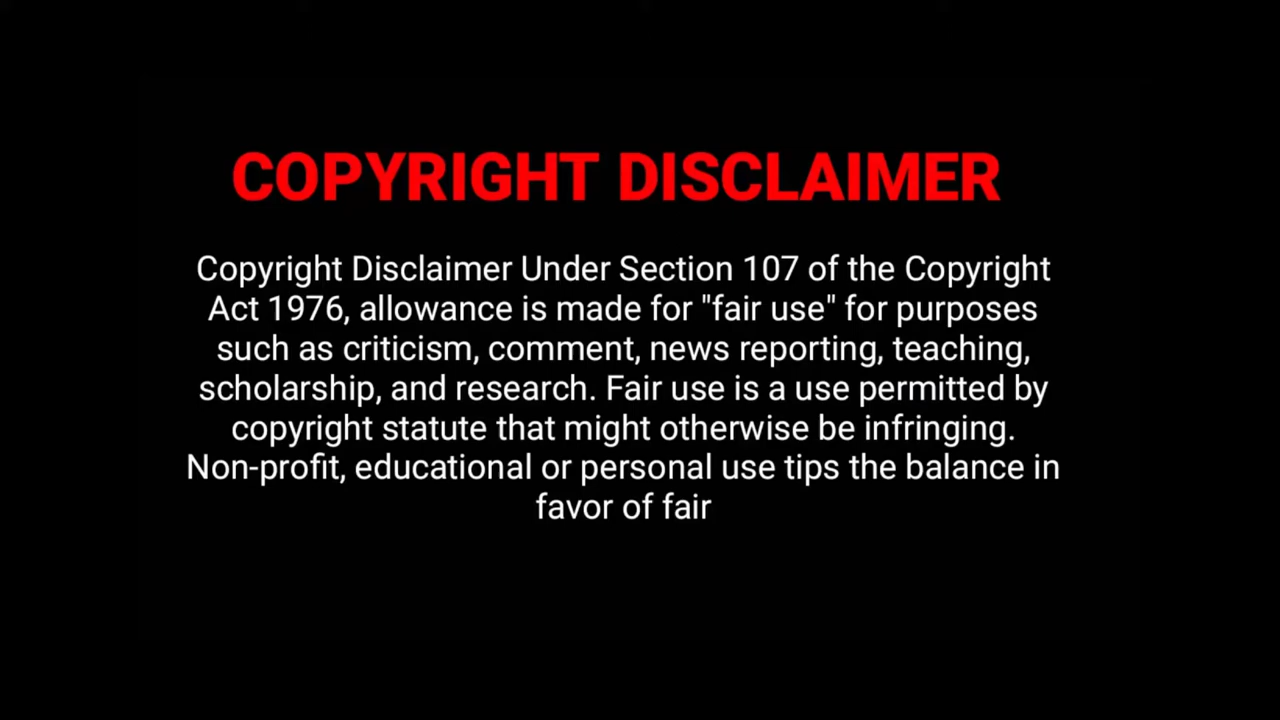 COPYRIGHT DISCLAIMER
Copyright Disclaimer Under Section 107 of the Copyright
Act 1976, allowance is made for "fair use" for purposes
such as criticism, comment, news reporting, teaching,
scholarship, and research. Fair use is a use permitted by
copyright statute that might otherwise be infringing.
Non-profit, educational or personal use tips the balance in
favor of fair